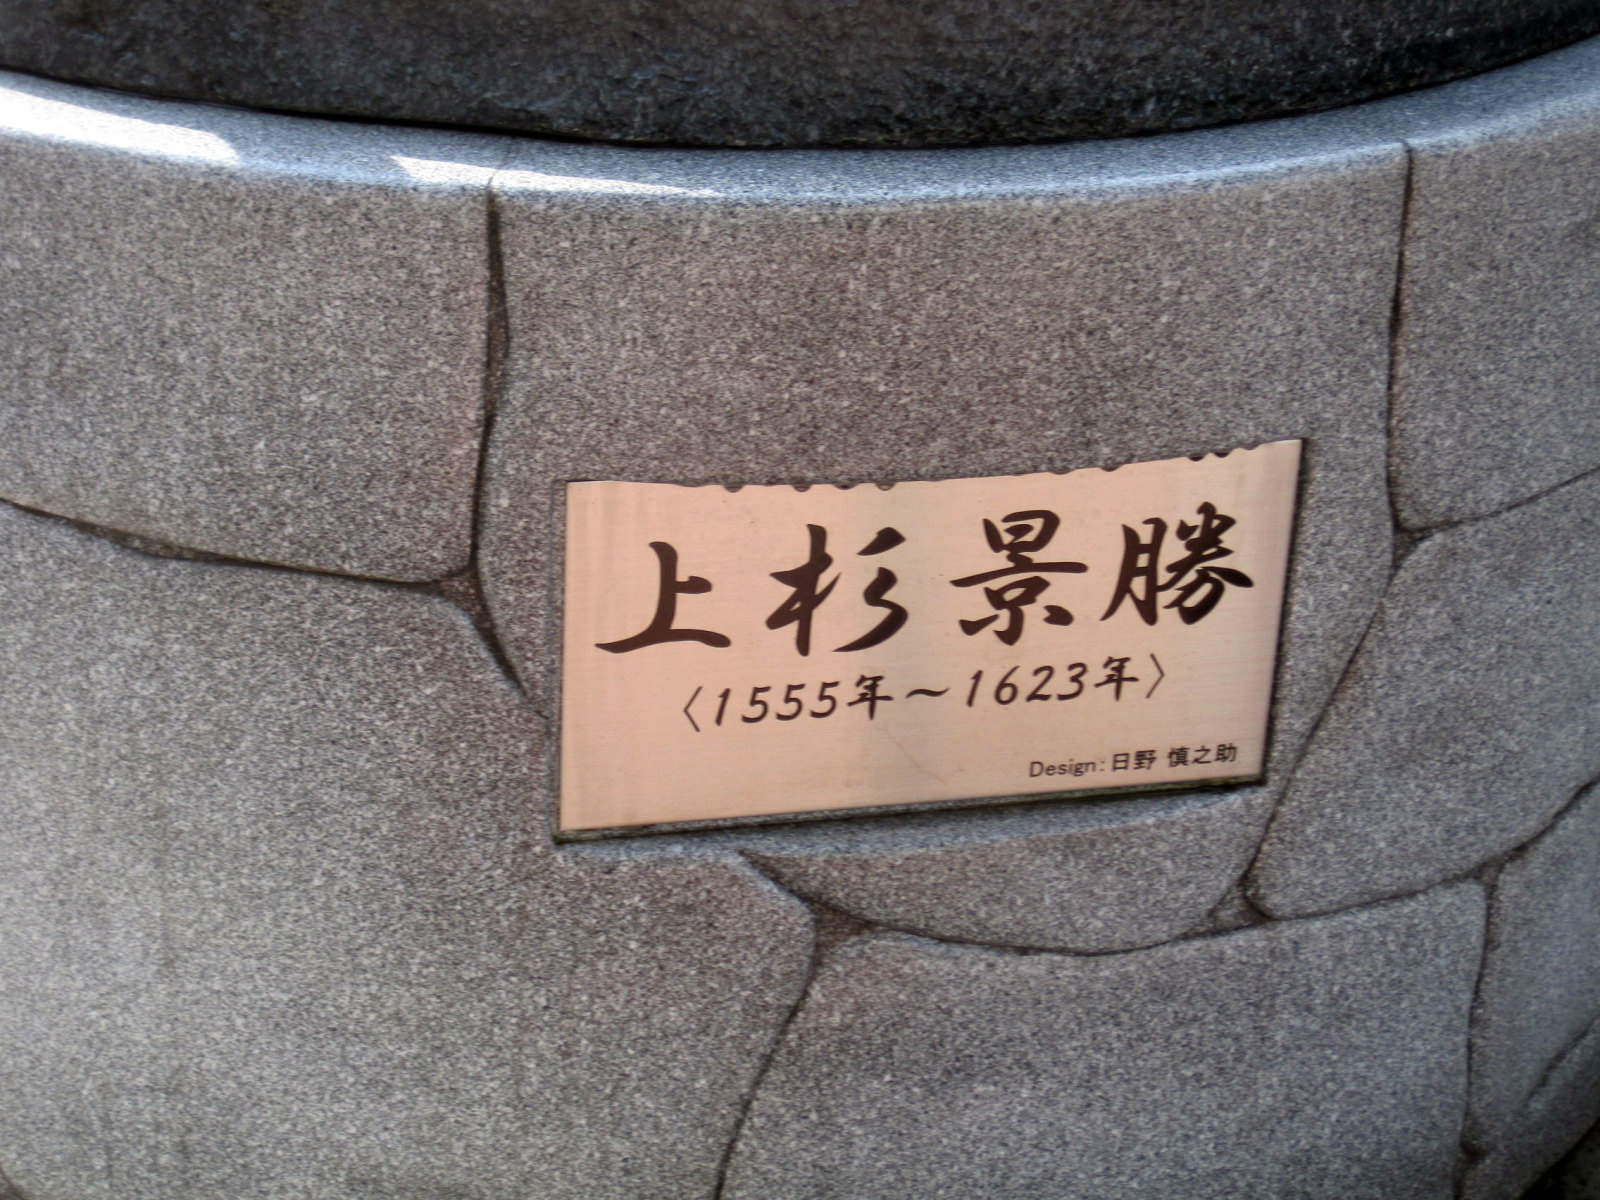 上杉景勝
〈1555年～1623年〉
Design:日野 慎之助